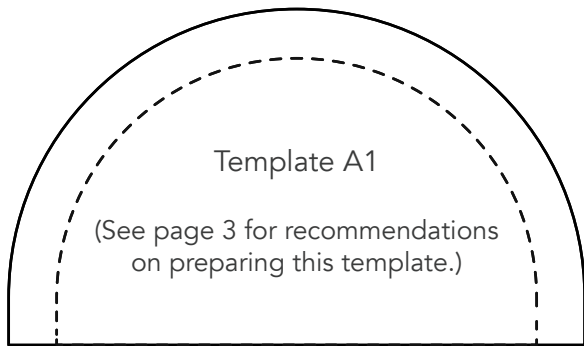 Template A1
(See page 3 for recommendations
on preparing this template.)